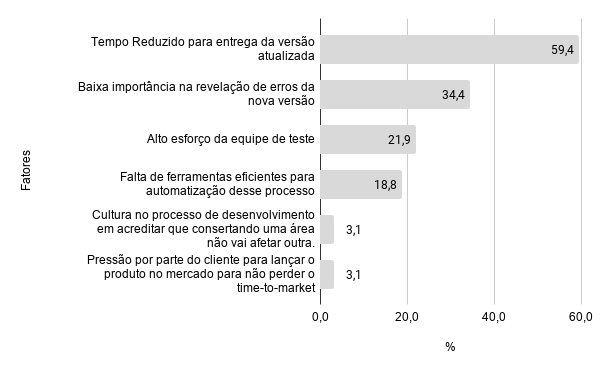 Tempo Reduzido para entrega da versão
atualizada
59,4
Baixa importância na revelação de erros da
nova versão
34,4
Alto esforço da equipe de teste
21,9
Falta de ferramentas eficientes para
automatização desse processo
18,8
Cultura no processo de desenvolvimento
em acreditar que consertando uma área
não vai afetar outra.
3,1
Pressão por parte do cliente para lançar o
produto no mercado para não perder o
time-to-market
3,1
Fatores
0,0
20,0
40,0
60,0
%